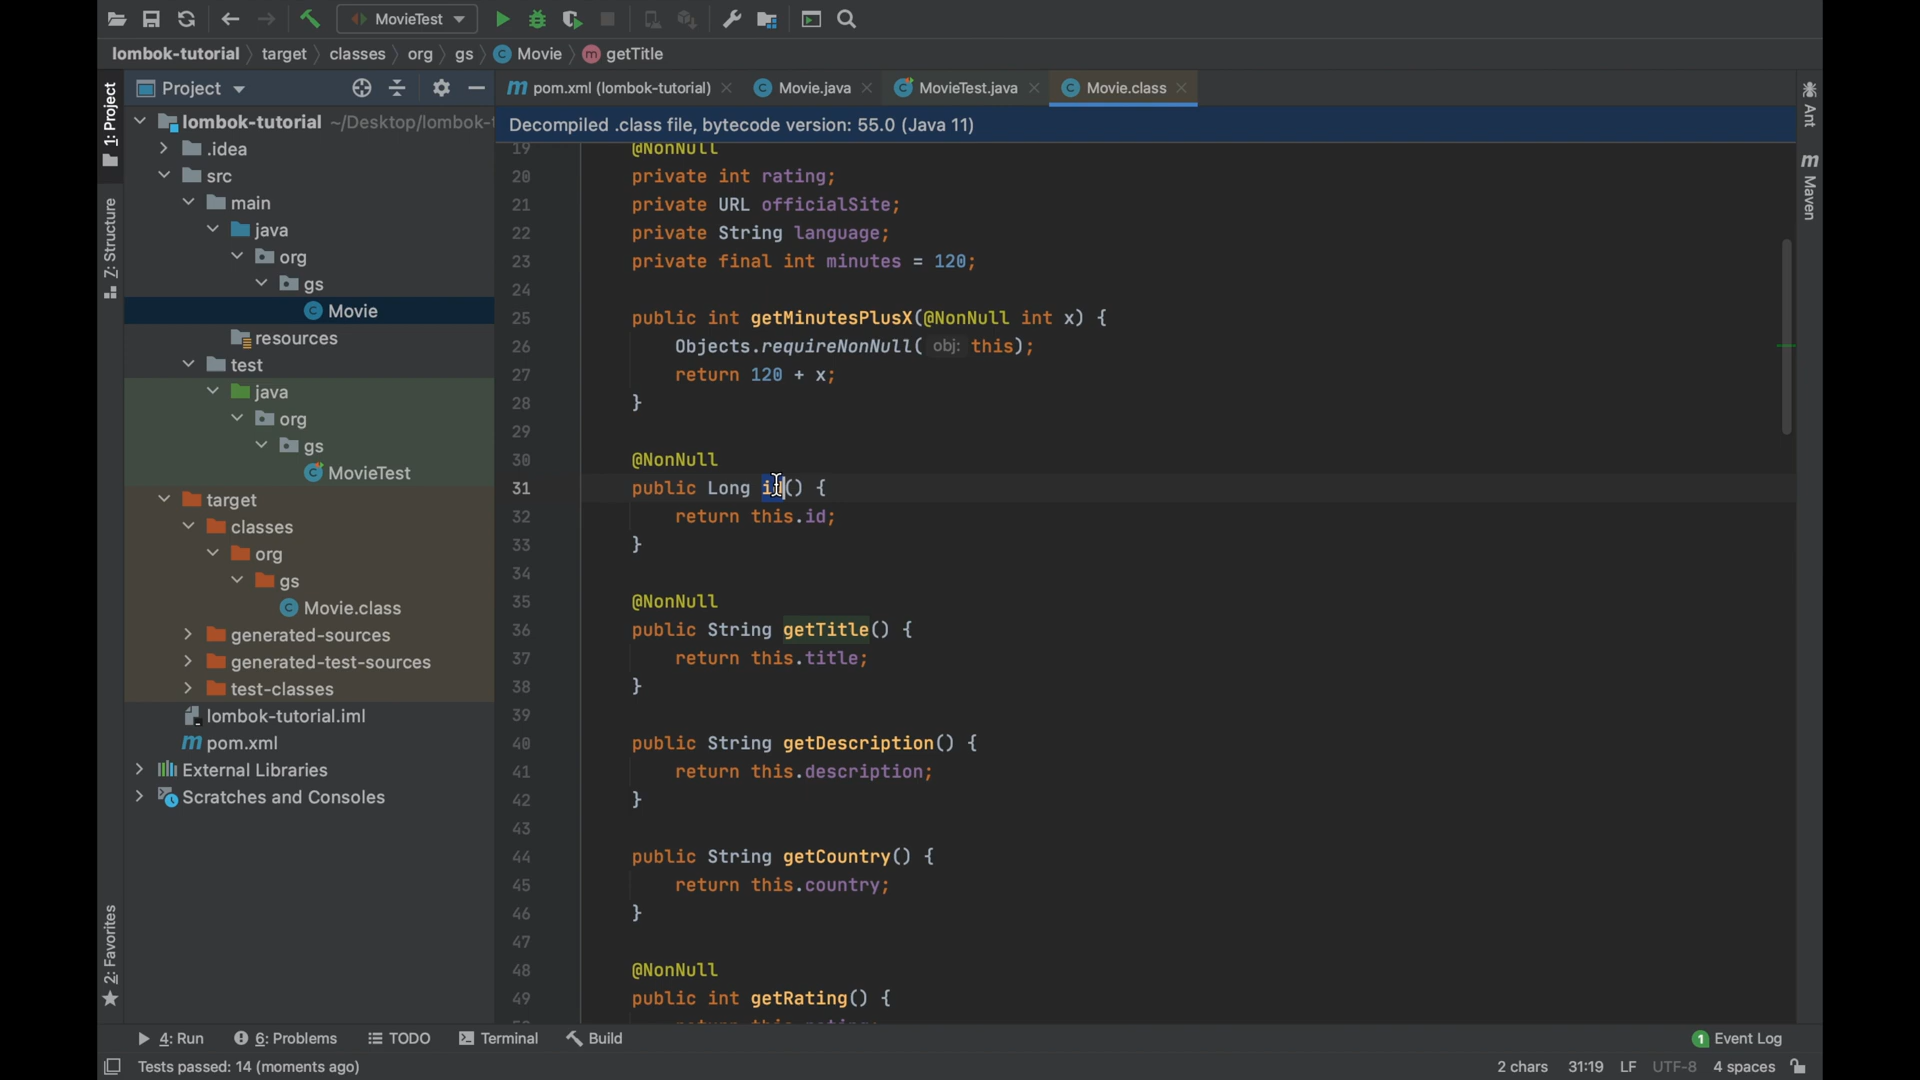 MovieTest
lombok-tutorial target classes org gs Movie getTitle
Project
pom.xml (lombok-tutorial) Movie.java MovieTest.java Movie.class
Decompiled .class file, bytecode version: 55.0 (Java 11)
1: Project
7: Structure
2: Favorites
lombok-tutorial ~/Desktop/lombok-
.idea
src
main
java
org
gs
Movie
resources
test
java
org
gs
MovieTest
target
classes
org
gs
Movie.class
generated-sources
generated-test-sources
test-classes
lombok-tutorial.iml
pom.xml
External Libraries
Scratches and Consoles
19 @NonNull
20 private int rating;
21 private URL officialSite;
22 private String language;
23 private final int minutes = 120;
24
25 public int getMinutesPlusX(@NonNull int x) {
26 Objects.requireNonNull( obj: this);
27 return 120 + x;
28 }
29
30 @NonNull
31 public Long id() {
32 return this.id;
33 }
34
35 @NonNull
36 public String getTitle() {
37 return this.title;
38 }
39
40 public String getDescription() {
41 return this.description;
42 }
43
44 public String getCountry() {
45 return this.country;
46 }
47
48 @NonNull
49 public int getRating() {
Ant
Maven
4: Run 6: Problems TODO Terminal Build 1 Event Log
Tests passed: 14 (moments ago) 2 chars 31:19 LF UTF-8 4 spaces